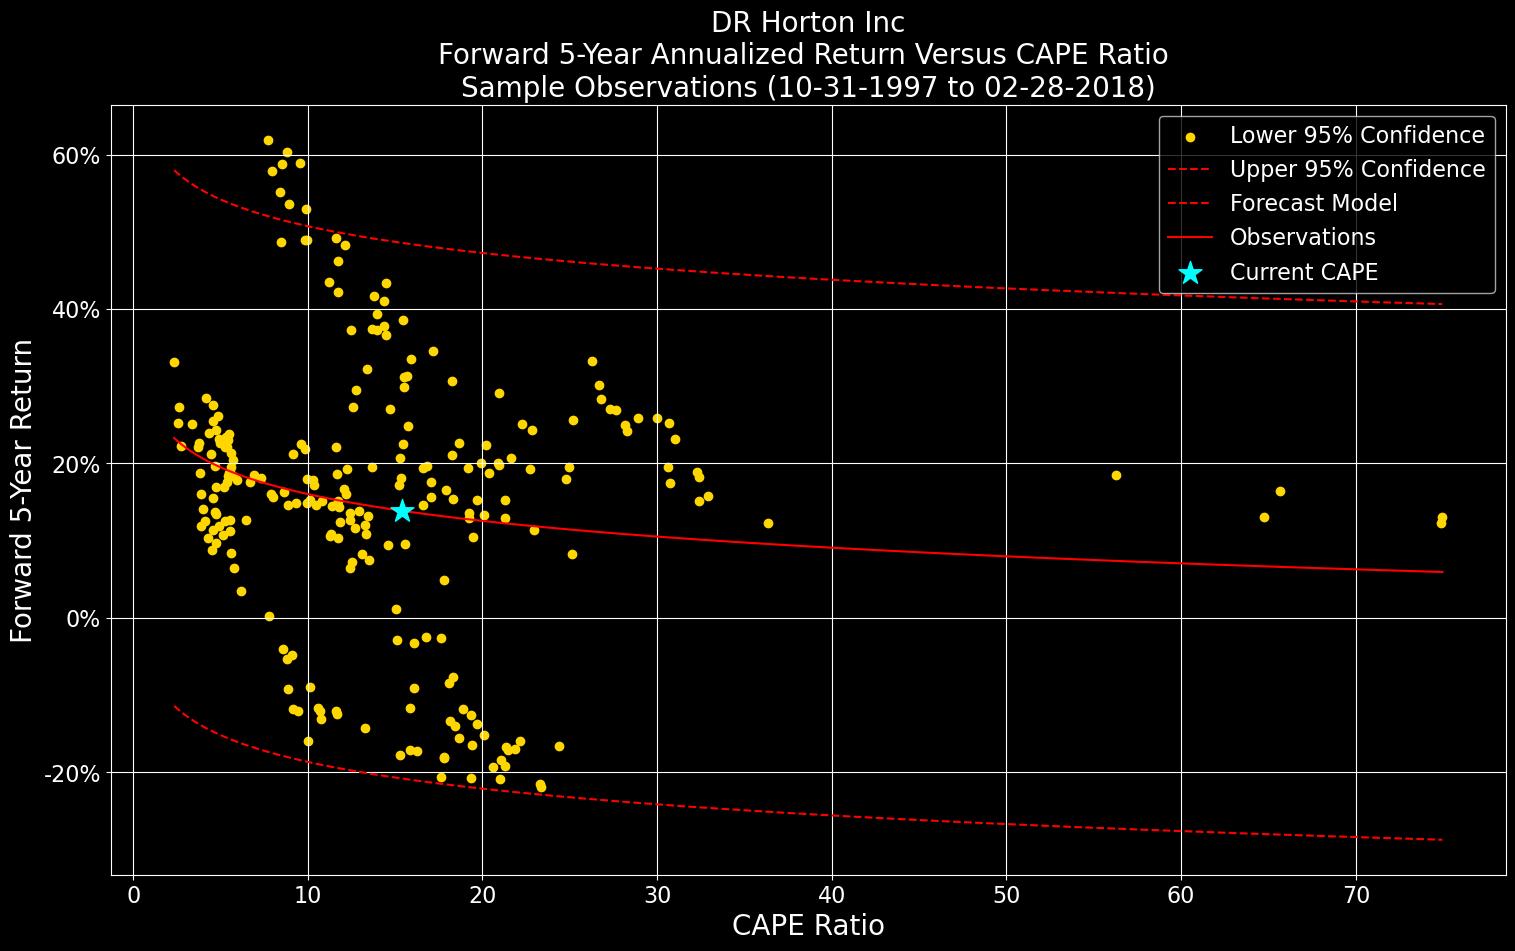 DR Horton Inc
Forward 5-Year Annualized Return Versus CAPE Ratio
Sample Observations (10-31-1997 to 02-28-2018)
Lower 95% Confidence
Upper 95% Confidence
Forecast Model
Observations
Current CAPE
Forward 5-Year Return
60%
40%
20%
0%
-20%
0 10 20 30 40 50 60 70
CAPE Ratio